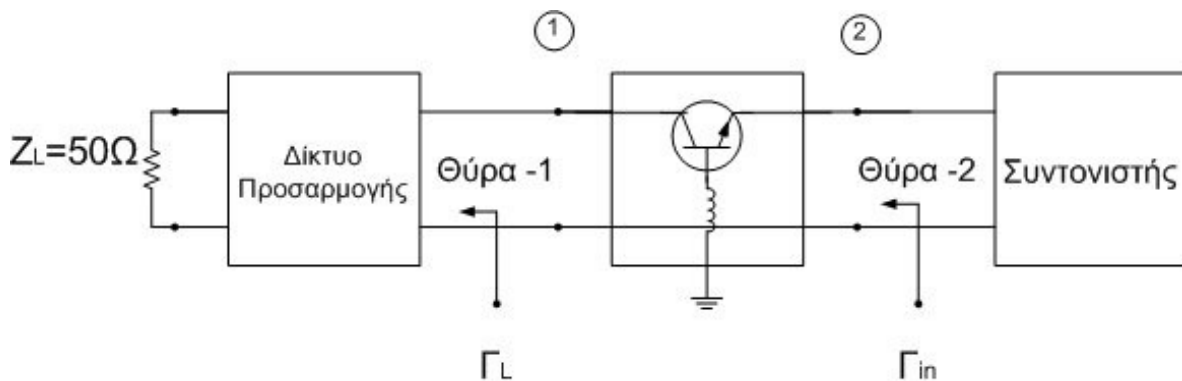 1
2
ZL=50Ω
Δίκτυο
Προσαρμογής
Θύρα -1
Θύρα -2
Συντονιστής
ΓL
Γin